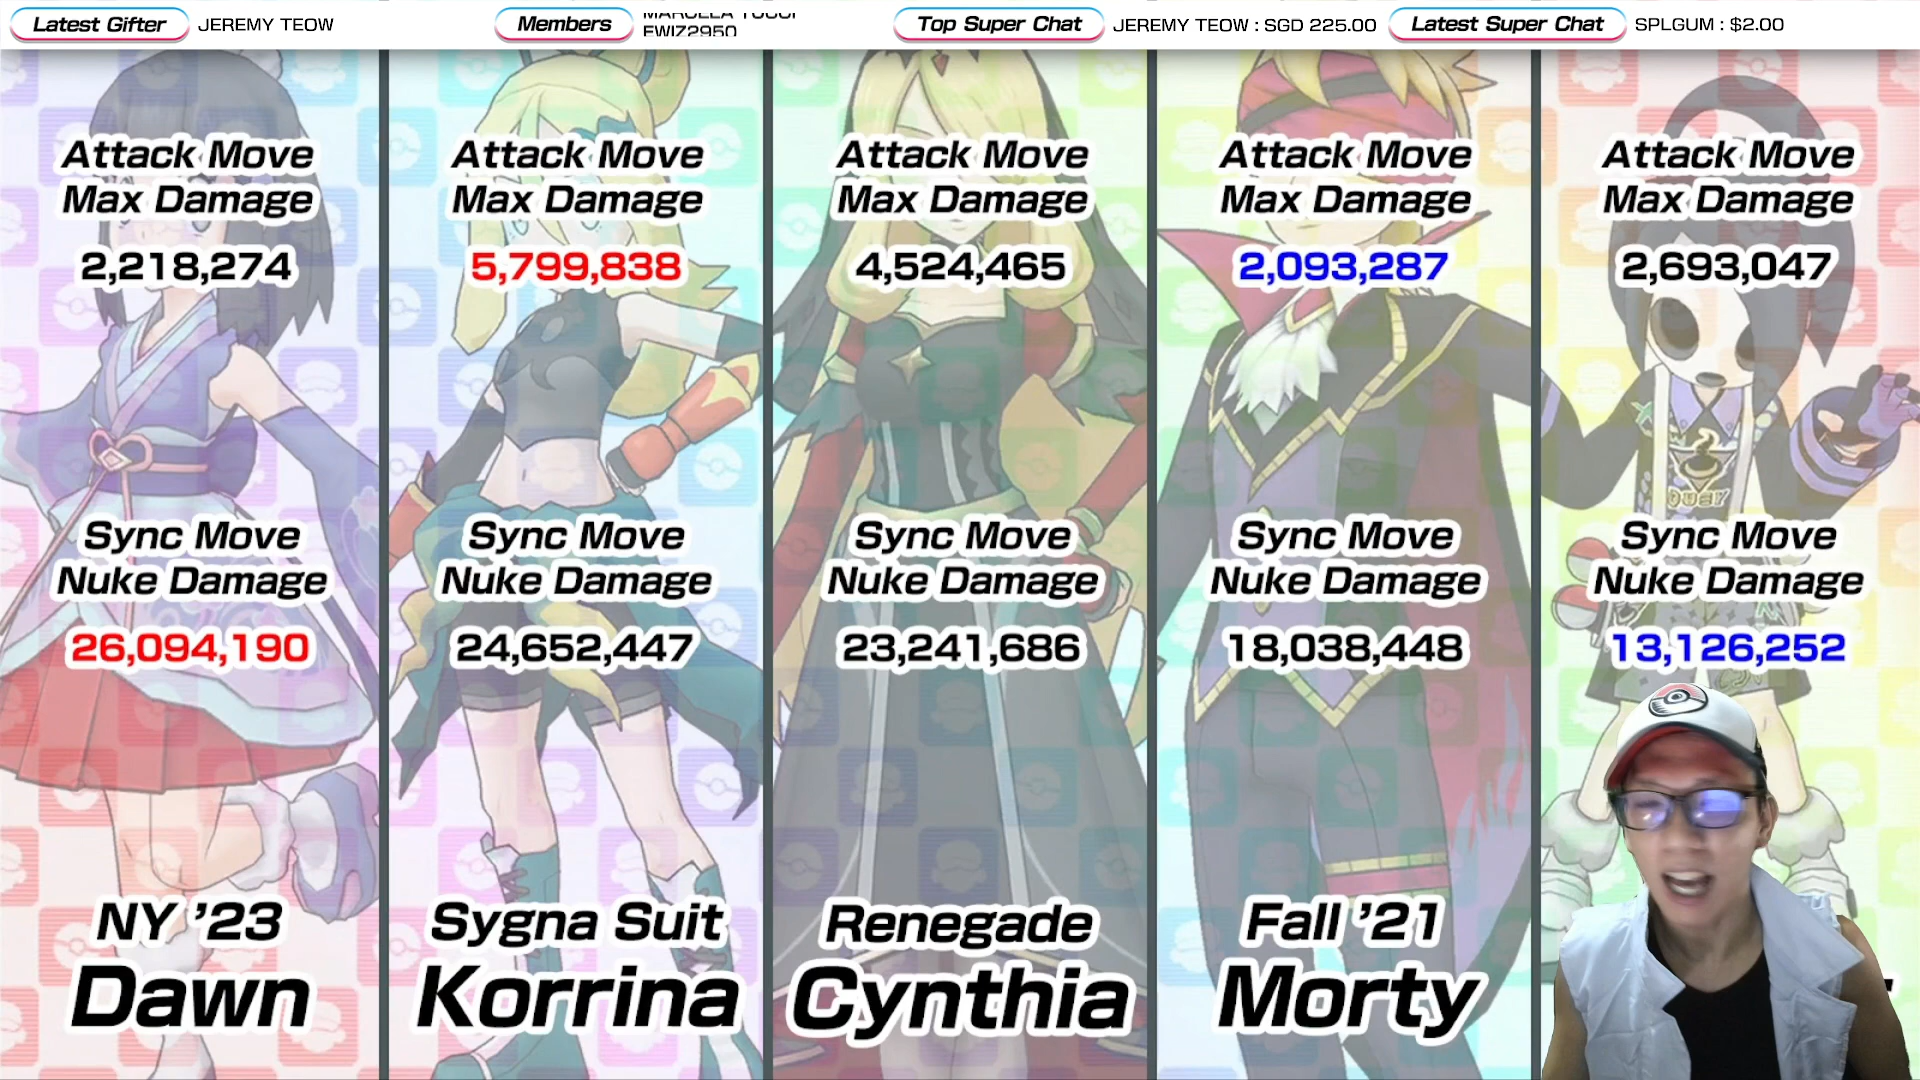 Latest Gifter JEREMY TEOW Members EWIZ2950 Top Super Chat JEREMY TEOW : SGD 225.00 Latest Super Chat SPLGUM : $2.00
Attack Move
Max Damage
2,218,274
Sync Move
Nuke Damage
26,094,190
NY ’23
Dawn
Attack Move
Max Damage
5,799,838
Sync Move
Nuke Damage
24,652,447
Sygna Suit
Korrina
Attack Move
Max Damage
4,524,465
Sync Move
Nuke Damage
23,241,686
Renegade
Cynthia
Attack Move
Max Damage
2,093,287
Sync Move
Nuke Damage
18,038,448
Fall ’21
Morty
Attack Move
Max Damage
2,693,047
Sync Move
Nuke Damage
13,126,252